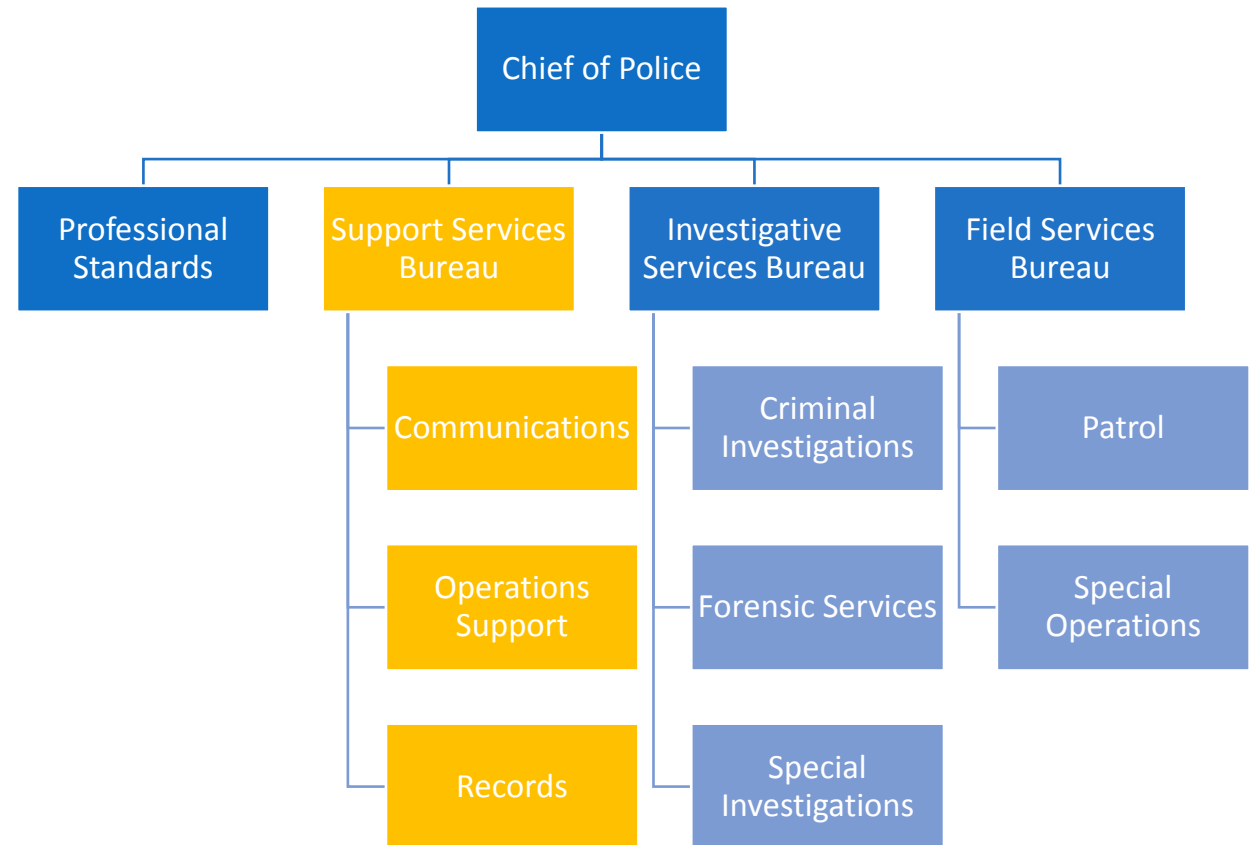 Chief of Police
Professional
Standards
Support Services
Bureau
Investigative
Services Bureau
Field Services
Bureau
Communications
Criminal
Investigations
Patrol
Operations
Support
Forensic Services
Special
Operations
Records
Special
Investigations